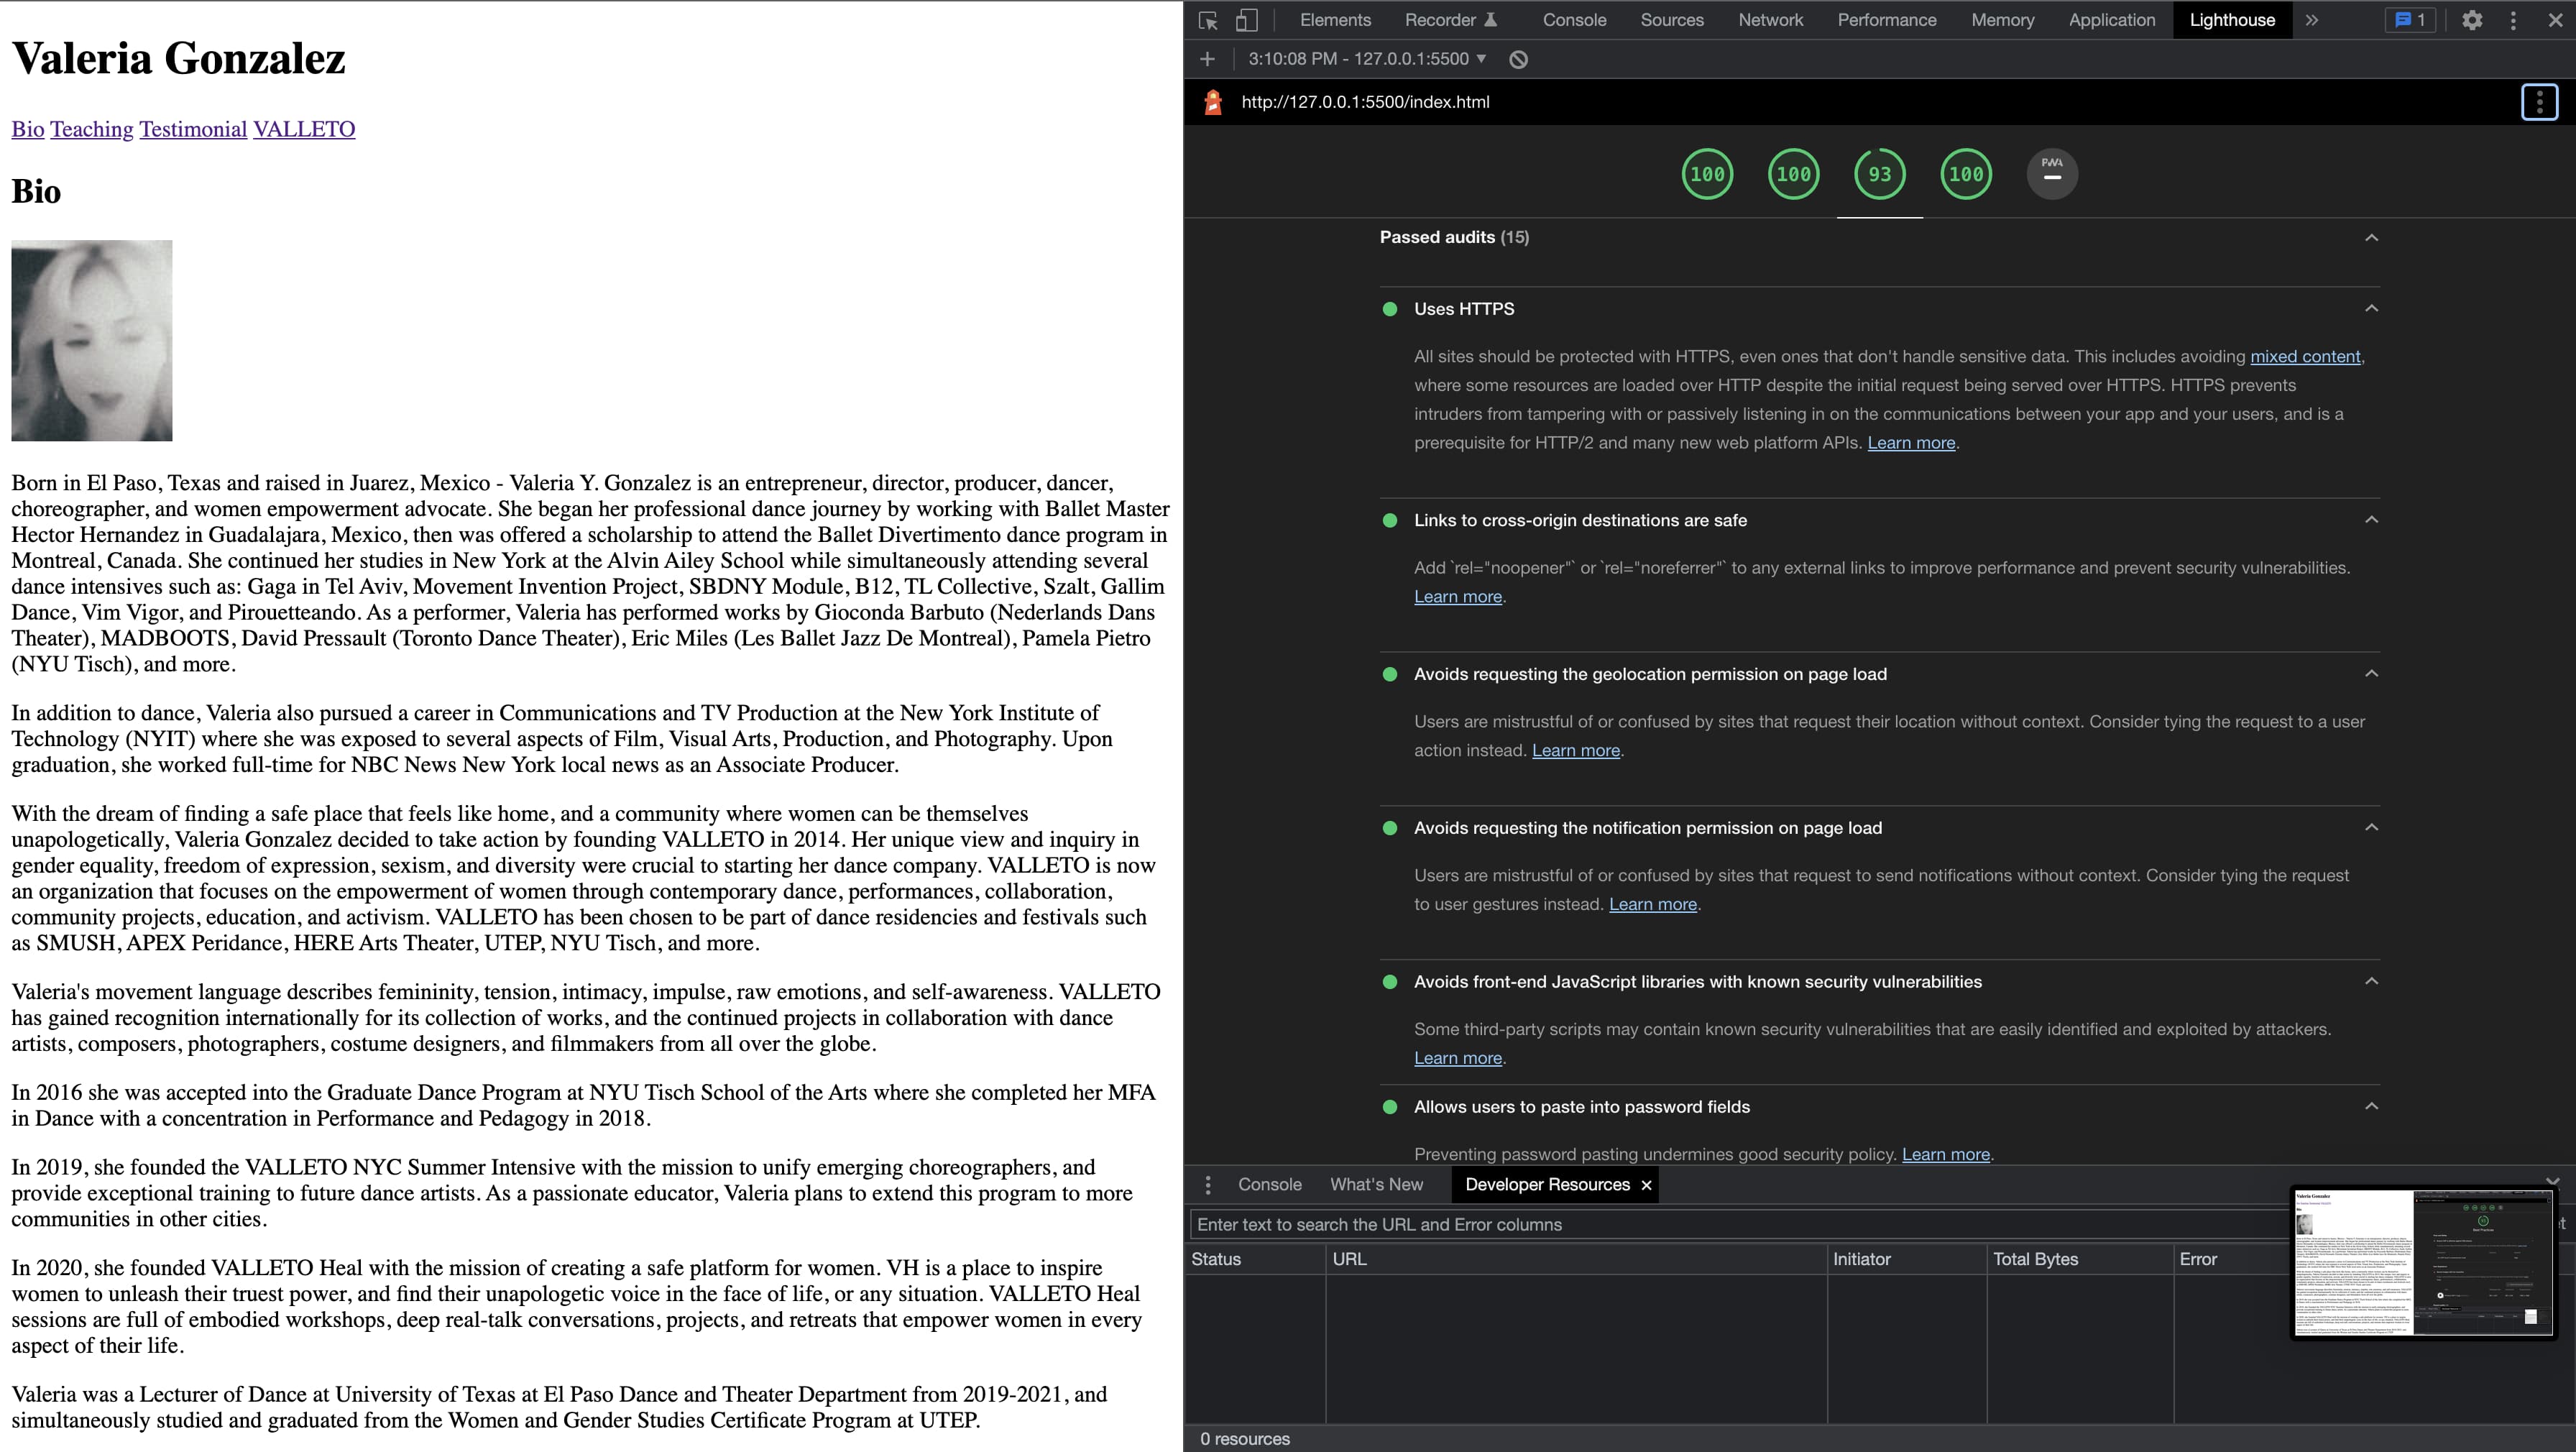 Valeria Gonzalez
Bio Teaching Testimonial VALLETO
Bio
Born in El Paso, Texas and raised in Juarez, Mexico - Valeria Y. Gonzalez is an entrepreneur, director, producer, dancer,
choreographer, and women empowerment advocate. She began her professional dance journey by working with Ballet Master
Hector Hernandez in Guadalajara, Mexico, then was offered a scholarship to attend the Ballet Divertimento dance program in
Montreal, Canada. She continued her studies in New York at the Alvin Ailey School while simultaneously attending several
dance intensives such as: Gaga in Tel Aviv, Movement Invention Project, SBDNY Module, B12, TL Collective, Szalt, Gallim
Dance, Vim Vigor, and Pirouetteando. As a performer, Valeria has performed works by Gioconda Barbuto (Nederlands Dans
Theater), MADBOOTS, David Pressault (Toronto Dance Theater), Eric Miles (Les Ballet Jazz De Montreal), Pamela Pietro
(NYU Tisch), and more.
In addition to dance, Valeria also pursued a career in Communications and TV Production at the New York Institute of
Technology (NYIT) where she was exposed to several aspects of Film, Visual Arts, Production, and Photography. Upon
graduation, she worked full-time for NBC News New York local news as an Associate Producer.
With the dream of finding a safe place that feels like home, and a community where women can be themselves
unapologetically, Valeria Gonzalez decided to take action by founding VALLETO in 2014. Her unique view and inquiry in
gender equality, freedom of expression, sexism, and diversity were crucial to starting her dance company. VALLETO is now
an organization that focuses on the empowerment of women through contemporary dance, performances, collaboration,
community projects, education, and activism. VALLETO has been chosen to be part of dance residencies and festivals such
as SMUSH, APEX Peridance, HERE Arts Theater, UTEP, NYU Tisch, and more.
Valeria's movement language describes femininity, tension, intimacy, impulse, raw emotions, and self-awareness. VALLETO
has gained recognition internationally for its collection of works, and the continued projects in collaboration with dance
artists, composers, photographers, costume designers, and filmmakers from all over the globe.
In 2016 she was accepted into the Graduate Dance Program at NYU Tisch School of the Arts where she completed her MFA
in Dance with a concentration in Performance and Pedagogy in 2018.
In 2019, she founded the VALLETO NYC Summer Intensive with the mission to unify emerging choreographers, and
provide exceptional training to future dance artists. As a passionate educator, Valeria plans to extend this program to more
communities in other cities.
In 2020, she founded VALLETO Heal with the mission of creating a safe platform for women. VH is a place to inspire
women to unleash their truest power, and find their unapologetic voice in the face of life, or any situation. VALLETO Heal
sessions are full of embodied workshops, deep real-talk conversations, projects, and retreats that empower women in every
aspect of their life.
Valeria was a Lecturer of Dance at University of Texas at El Paso Dance and Theater Department from 2019-2021, and
simultaneously studied and graduated from the Women and Gender Studies Certificate Program at UTEP.
Elements Recorder Console Sources Network Performance Memory Application Lighthouse » 1
+ 3:10:08 PM - 127.0.0.1:5500 ▼
http://127.0.0.1:5500/index.html
100 100 93 100 PWA
Passed audits (15)
Uses HTTPS
All sites should be protected with HTTPS, even ones that don't handle sensitive data. This includes avoiding mixed content,
where some resources are loaded over HTTP despite the initial request being served over HTTPS. HTTPS prevents
intruders from tampering with or passively listening in on the communications between your app and your users, and is a
prerequisite for HTTP/2 and many new web platform APIs. Learn more.
Links to cross-origin destinations are safe
Add `rel="noopener"` or `rel="noreferrer"` to any external links to improve performance and prevent security vulnerabilities.
Learn more.
Avoids requesting the geolocation permission on page load
Users are mistrustful of or confused by sites that request their location without context. Consider tying the request to a user
action instead. Learn more.
Avoids requesting the notification permission on page load
Users are mistrustful of or confused by sites that request to send notifications without context. Consider tying the request
to user gestures instead. Learn more.
Avoids front-end JavaScript libraries with known security vulnerabilities
Some third-party scripts may contain known security vulnerabilities that are easily identified and exploited by attackers.
Learn more.
Allows users to paste into password fields
Preventing password pasting undermines good security policy. Learn more.
Console What's New Developer Resources ×
Enter text to search the URL and Error columns
Status URL Initiator Total Bytes Error
0 resources